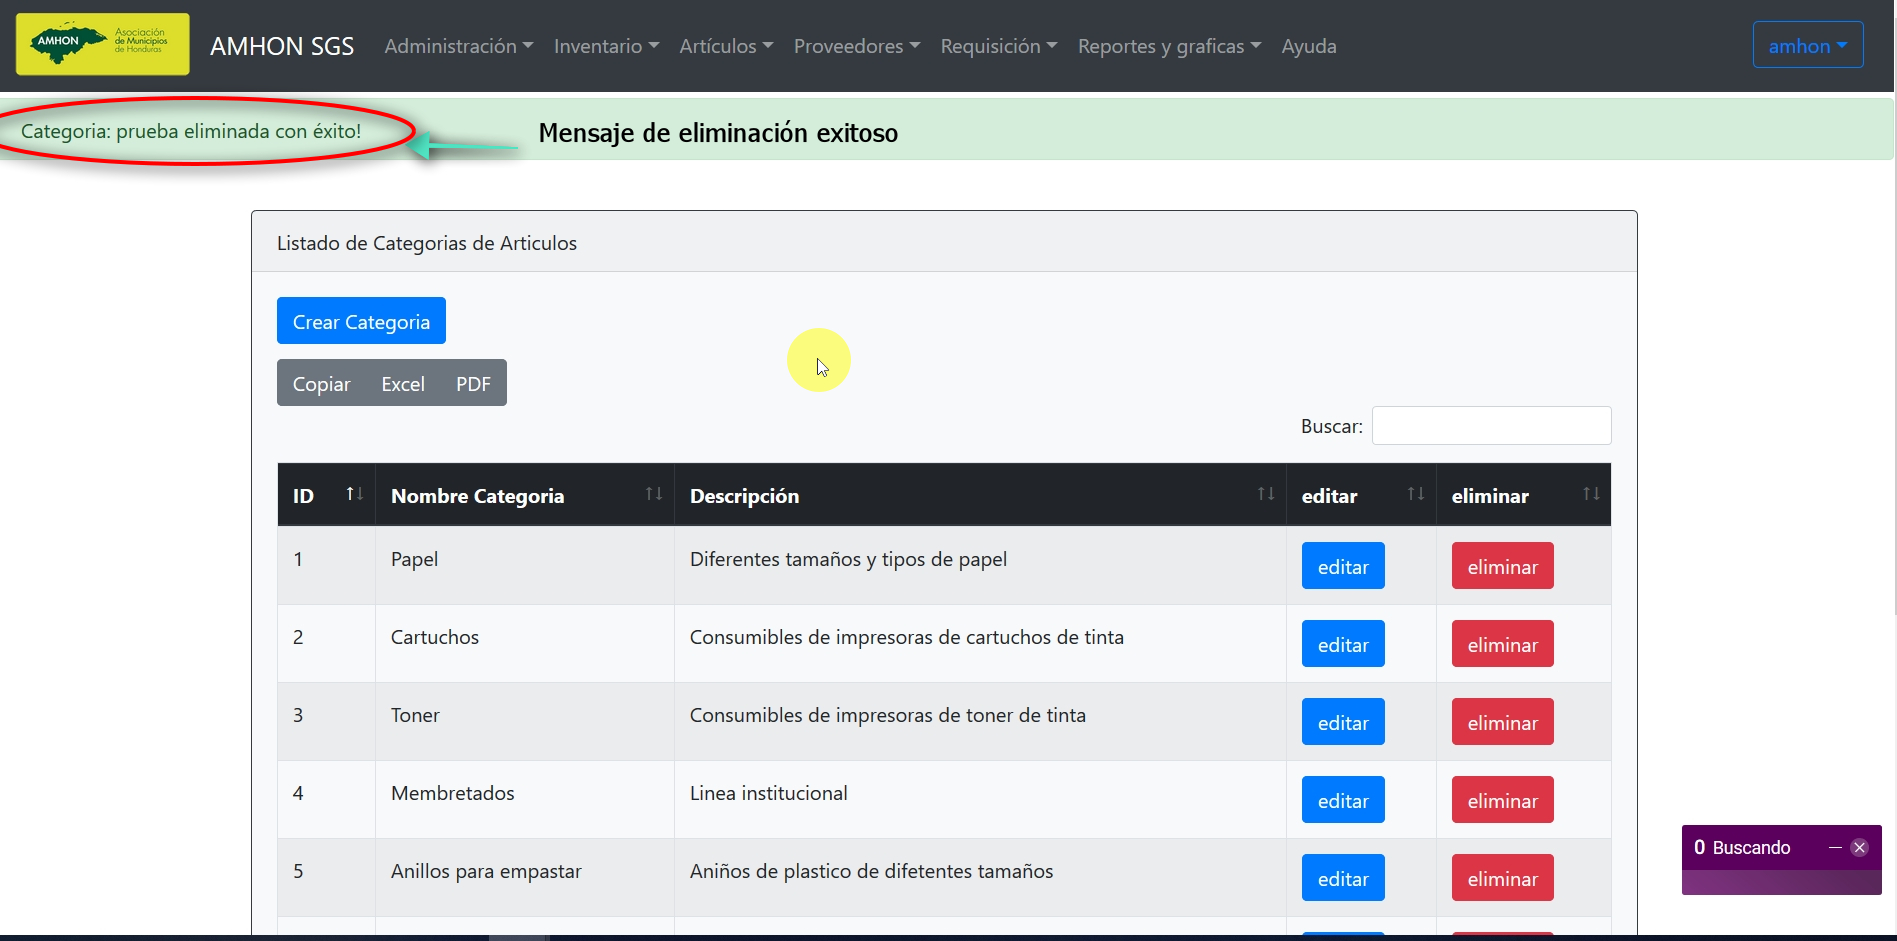 AMHON
Asociación
de Municipios
de Honduras
AMHON SGS
Administración
Inventario
Artículos
Proveedores
Requisición
Reportes y graficas
Ayuda
amhon
Categoria: prueba eliminada con éxito!
Mensaje de eliminación exitoso
Listado de Categorias de Articulos
Crear Categoria
Copiar Excel PDF
Buscar:
ID Nombre Categoria Descripción editar eliminar
1 Papel Diferentes tamaños y tipos de papel editar eliminar
2 Cartuchos Consumibles de impresoras de cartuchos de tinta editar eliminar
3 Toner Consumibles de impresoras de toner de tinta editar eliminar
4 Membretados Linea institucional editar eliminar
5 Anillos para empastar Aniños de plastico de difetentes tamaños editar eliminar
0 Buscando